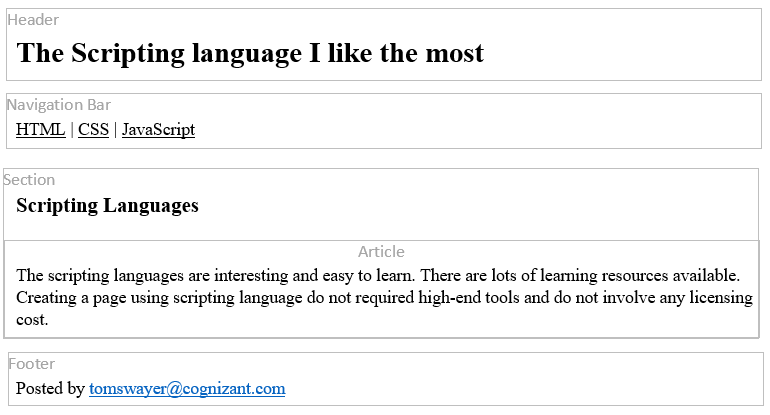 Header
The Scripting language I like the most
Navigation Bar
HTML | CSS | JavaScript
Section
Scripting Languages
Article
The scripting languages are interesting and easy to learn. There are lots of learning resources available.
Creating a page using scripting language do not required high-end tools and do not involve any licensing
cost.
Footer
Posted by tomswayer@cognizant.com